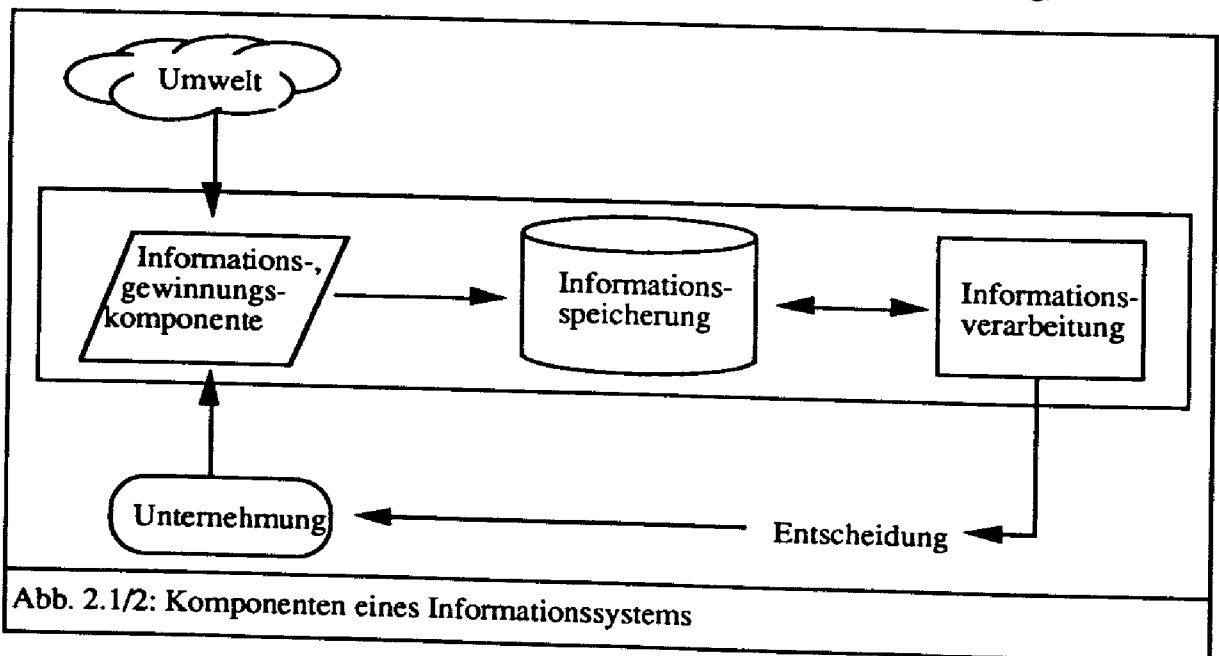 Umwelt
Informations-,
gewinnungs-
komponente
Informations-
speicherung
Informations-
verarbeitung
Unternehmung
Entscheidung
Abb. 2.1/2: Komponenten eines Informationssystems